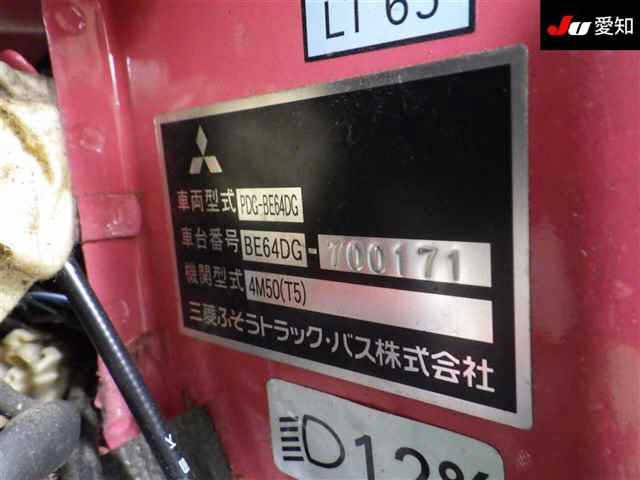 LT 65
JU 愛知
車両型式 PDG-BE64DG
車台番号 BE64DG-700171
機関型式 4M50(T5)
三菱ふそうトラック・バス株式会社
12%